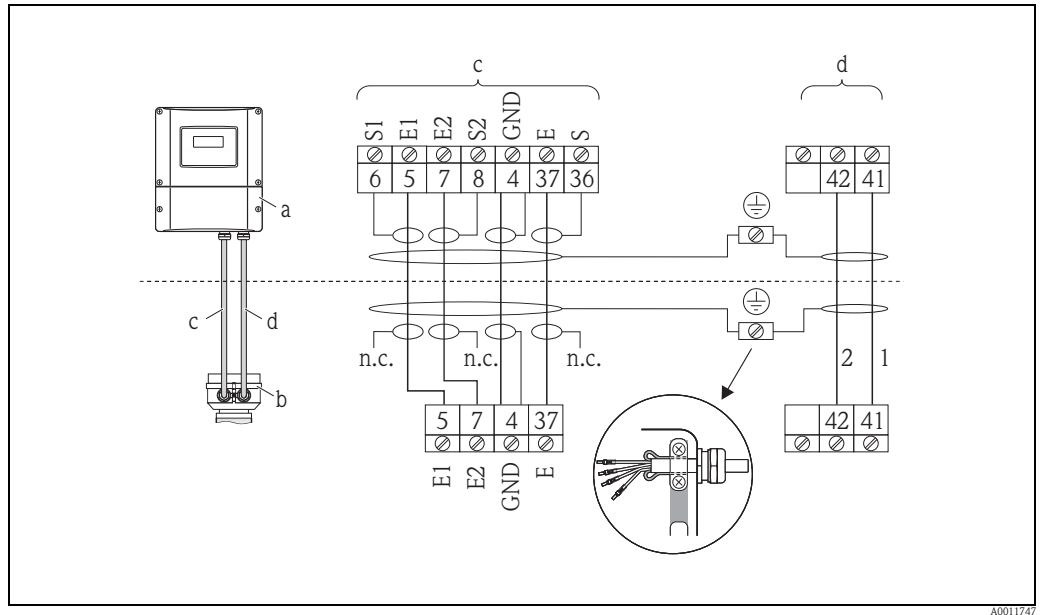 c d
S1 E1 E2 S2 GND E S
6 5 7 8 4 37 36 42 41
a
c d
n.c. n.c. n.c.
2 1
b
5 7 4 37 42 41
E1 E2 GND E
A0011747